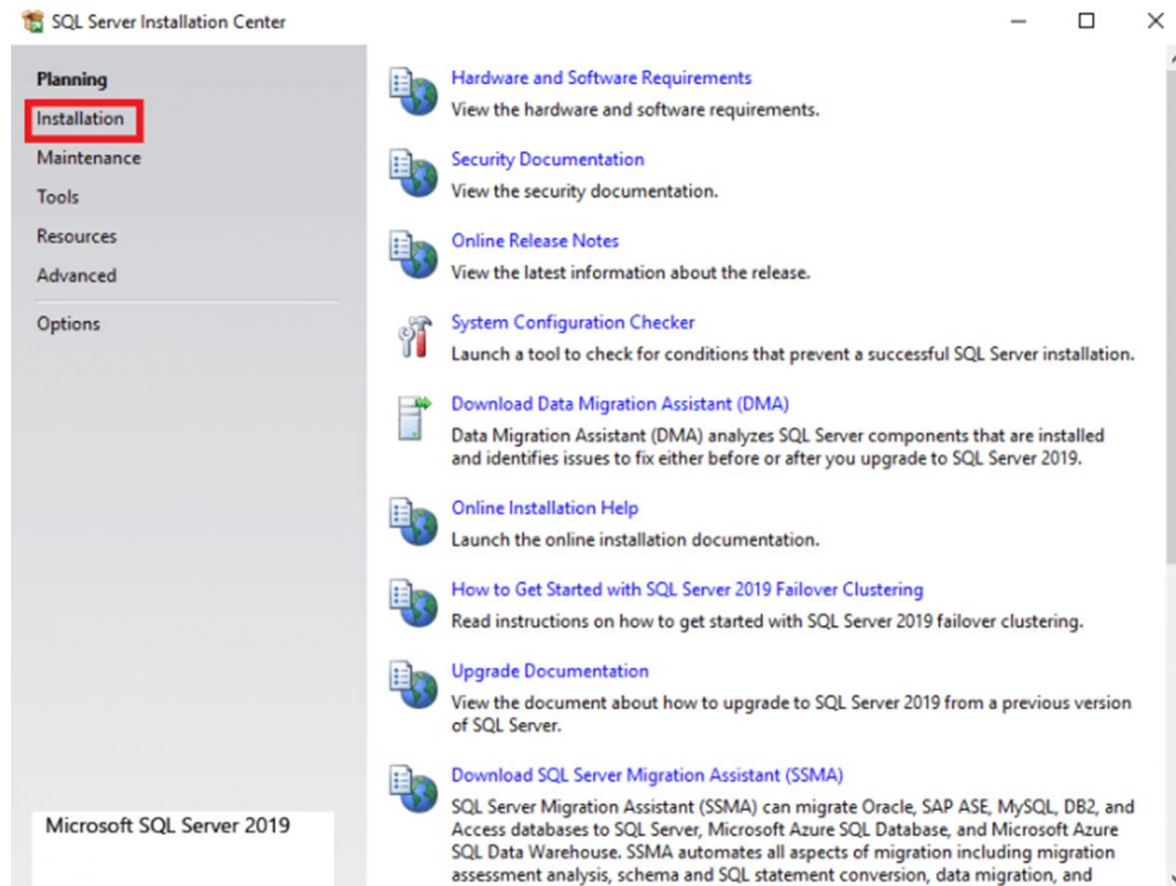 SQL Server Installation Center
Planning
Installation
Maintenance
Tools
Resources
Advanced
Options
Microsoft SQL Server 2019
Hardware and Software Requirements
View the hardware and software requirements.
Security Documentation
View the security documentation.
Online Release Notes
View the latest information about the release.
System Configuration Checker
Launch a tool to check for conditions that prevent a successful SQL Server installation.
Download Data Migration Assistant (DMA)
Data Migration Assistant (DMA) analyzes SQL Server components that are installed
and identifies issues to fix either before or after you upgrade to SQL Server 2019.
Online Installation Help
Launch the online installation documentation.
How to Get Started with SQL Server 2019 Failover Clustering
Read instructions on how to get started with SQL Server 2019 failover clustering.
Upgrade Documentation
View the document about how to upgrade to SQL Server 2019 from a previous version
of SQL Server.
Download SQL Server Migration Assistant (SSMA)
SQL Server Migration Assistant (SSMA) can migrate Oracle, SAP ASE, MySQL, DB2, and
Access databases to SQL Server, Microsoft Azure SQL Database, and Microsoft Azure
SQL Data Warehouse. SSMA automates all aspects of migration including migration
assessment analysis, schema and SQL statement conversion, data migration, and